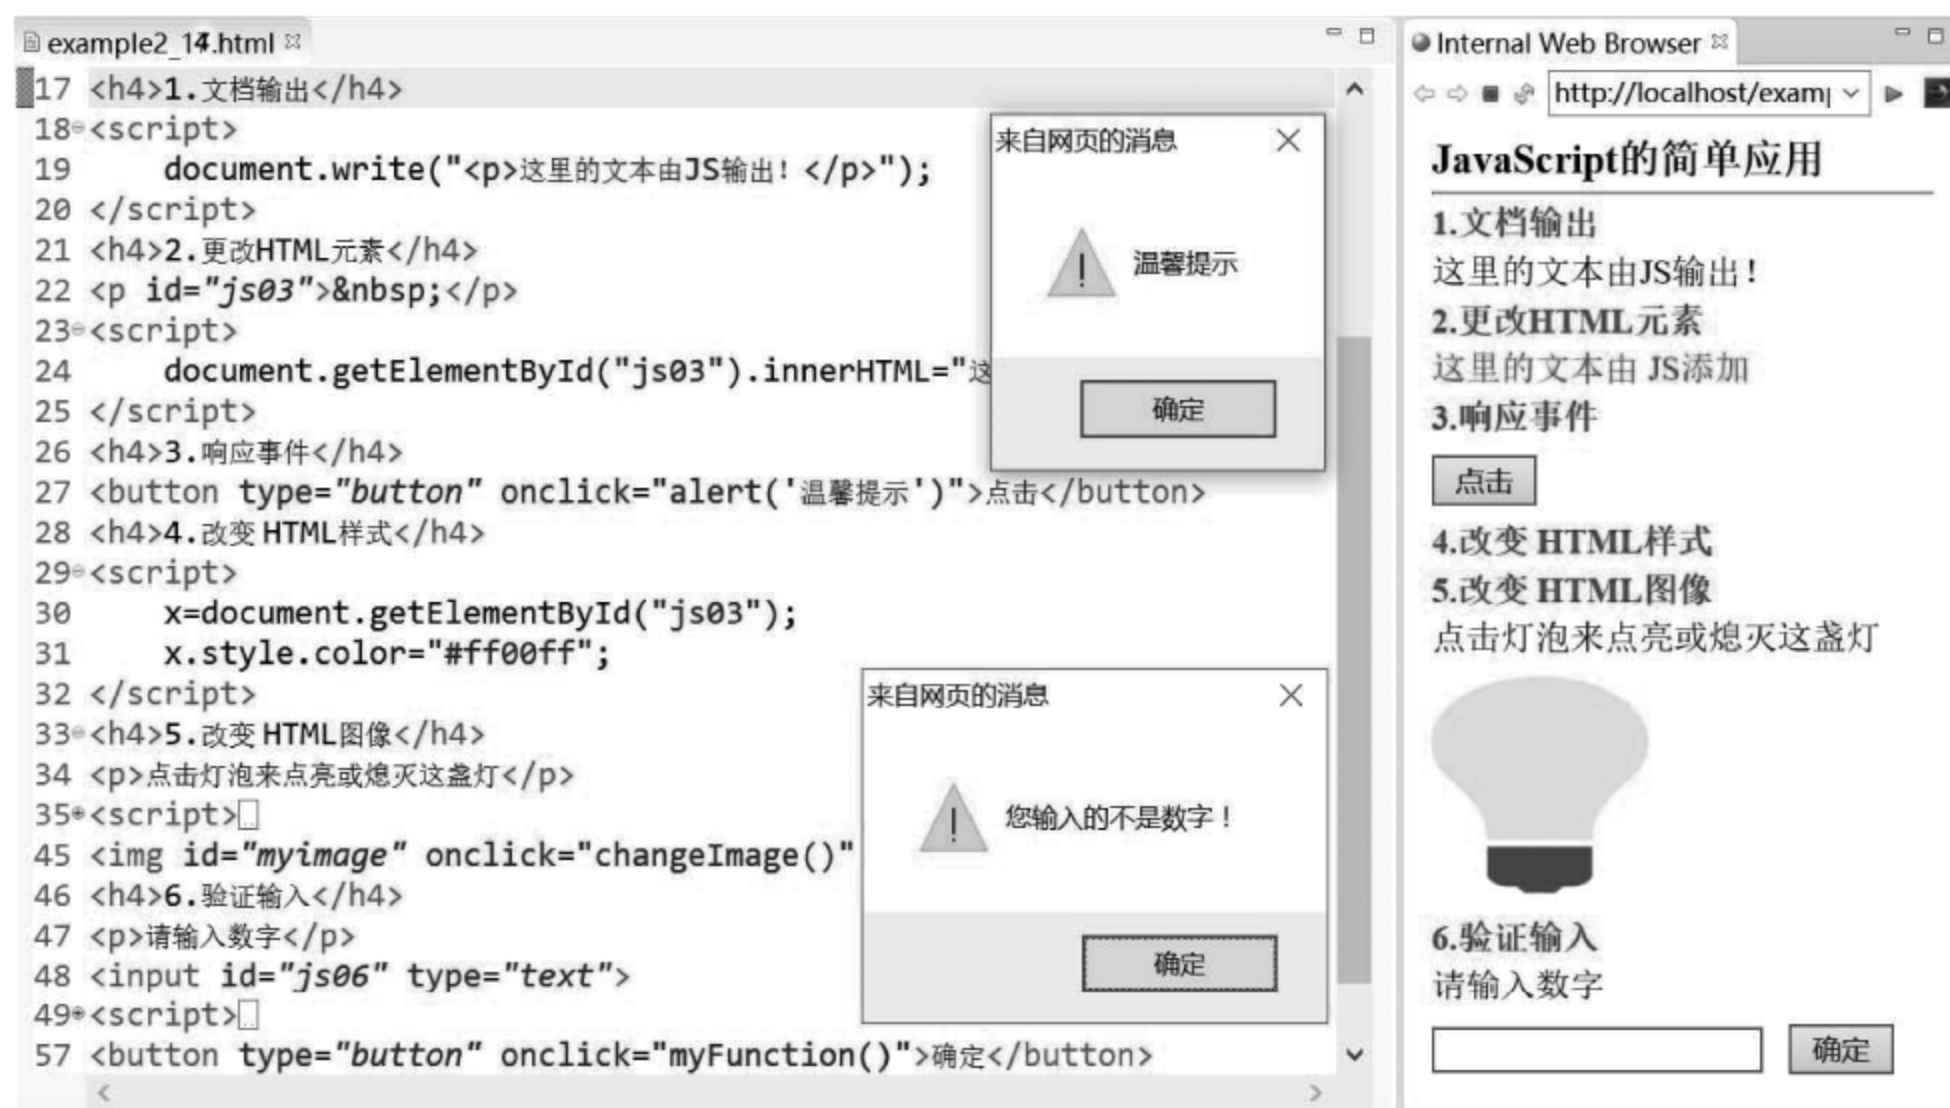 example2_14.html
17 <h4>1.文档输出</h4>
18 <script>
19 document.write("<p>这里的文本由JS输出！</p>");
20 </script>
21 <h4>2.更改HTML元素</h4>
22 <p id="js03">&nbsp;</p>
23 <script>
24 document.getElementById("js03").innerHTML="这
25 </script>
26 <h4>3.响应事件</h4>
27 <button type="button" onclick="alert('温馨提示')">点击</button>
28 <h4>4.改变 HTML样式</h4>
29 <script>
30 x=document.getElementById("js03");
31 x.style.color="#ff00ff";
32 </script>
33 <h4>5.改变 HTML图像</h4>
34 <p>点击灯泡来点亮或熄灭这盏灯</p>
35 <script>
45 <img id="myimage" onclick="changeImage()"
46 <h4>6.验证输入</h4>
47 <p>请输入数字</p>
48 <input id="js06" type="text">
49 <script>
57 <button type="button" onclick="myFunction()">确定</button>
来自网页的消息
温馨提示
确定
来自网页的消息
您输入的不是数字！
确定
Internal Web Browser
http://localhost/exam
JavaScript的简单应用
1.文档输出
这里的文本由JS输出！
2.更改HTML元素
这里的文本由 JS添加
3.响应事件
点击
4.改变 HTML样式
5.改变 HTML图像
点击灯泡来点亮或熄灭这盏灯
6.验证输入
请输入数字
确定